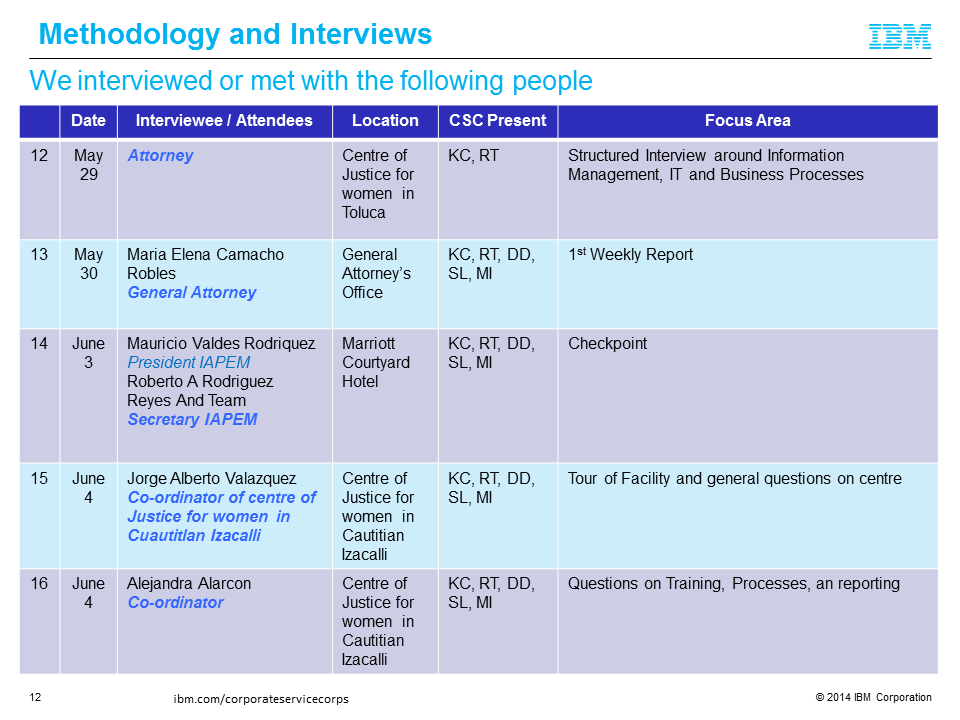 Methodology and Interviews
IBM
We interviewed or met with the following people
Date Interviewee / Attendees Location CSC Present Focus Area
12 May 29 Attorney Centre of Justice for women in Toluca KC, RT Structured Interview around Information Management, IT and Business Processes
13 May 30 Maria Elena Camacho Robles General Attorney General Attorney's Office KC, RT, DD, SL, MI 1st Weekly Report
14 June 3 Mauricio Valdes Rodriquez President IAPEM Roberto A Rodriguez Reyes And Team Secretary IAPEM Marriott Courtyard Hotel KC, RT, DD, SL, MI Checkpoint
15 June 4 Jorge Alberto Valazquez Co-ordinator of centre of Justice for women in Cuautitlan Izacalli Centre of Justice for women in Cautitian Izacalli KC, RT, DD, SL, MI Tour of Facility and general questions on centre
16 June 4 Alejandra Alarcon Co-ordinator Centre of Justice for women in Cautitian Izacalli KC, RT, DD, SL, MI Questions on Training, Processes, an reporting
12 ibm.com/corporateservicecorps © 2014 IBM Corporation